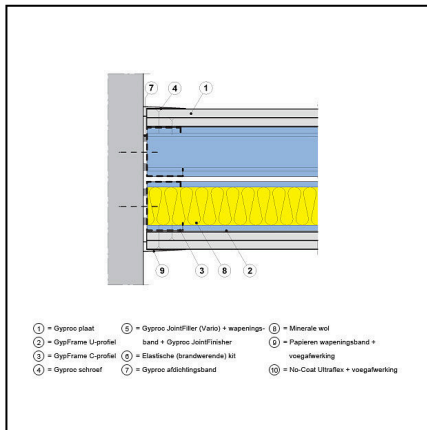 7 4 1
9 3 8 2
1 = Gyproc plaat
2 = GypFrame U-profiel
3 = GypFrame C-profiel
4 = Gyproc schroef
5 = Gyproc JointFiller (Vario) + wapenings-
band + Gyproc JointFinisher
6 = Elastische (brandwerende) kit
7 = Gyproc afdichtingsband
8 = Minerale wol
9 = Papieren wapeningsband +
voegafwerking
10 = No-Coat Ultraflex + voegafwerking